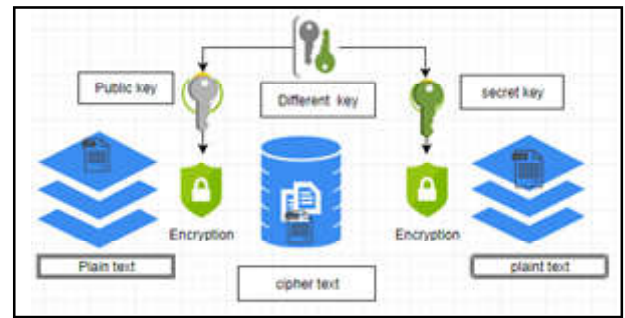 Public key
Different key
secret key
Encryption
Encryption
Plain text
plaint text
cipher text